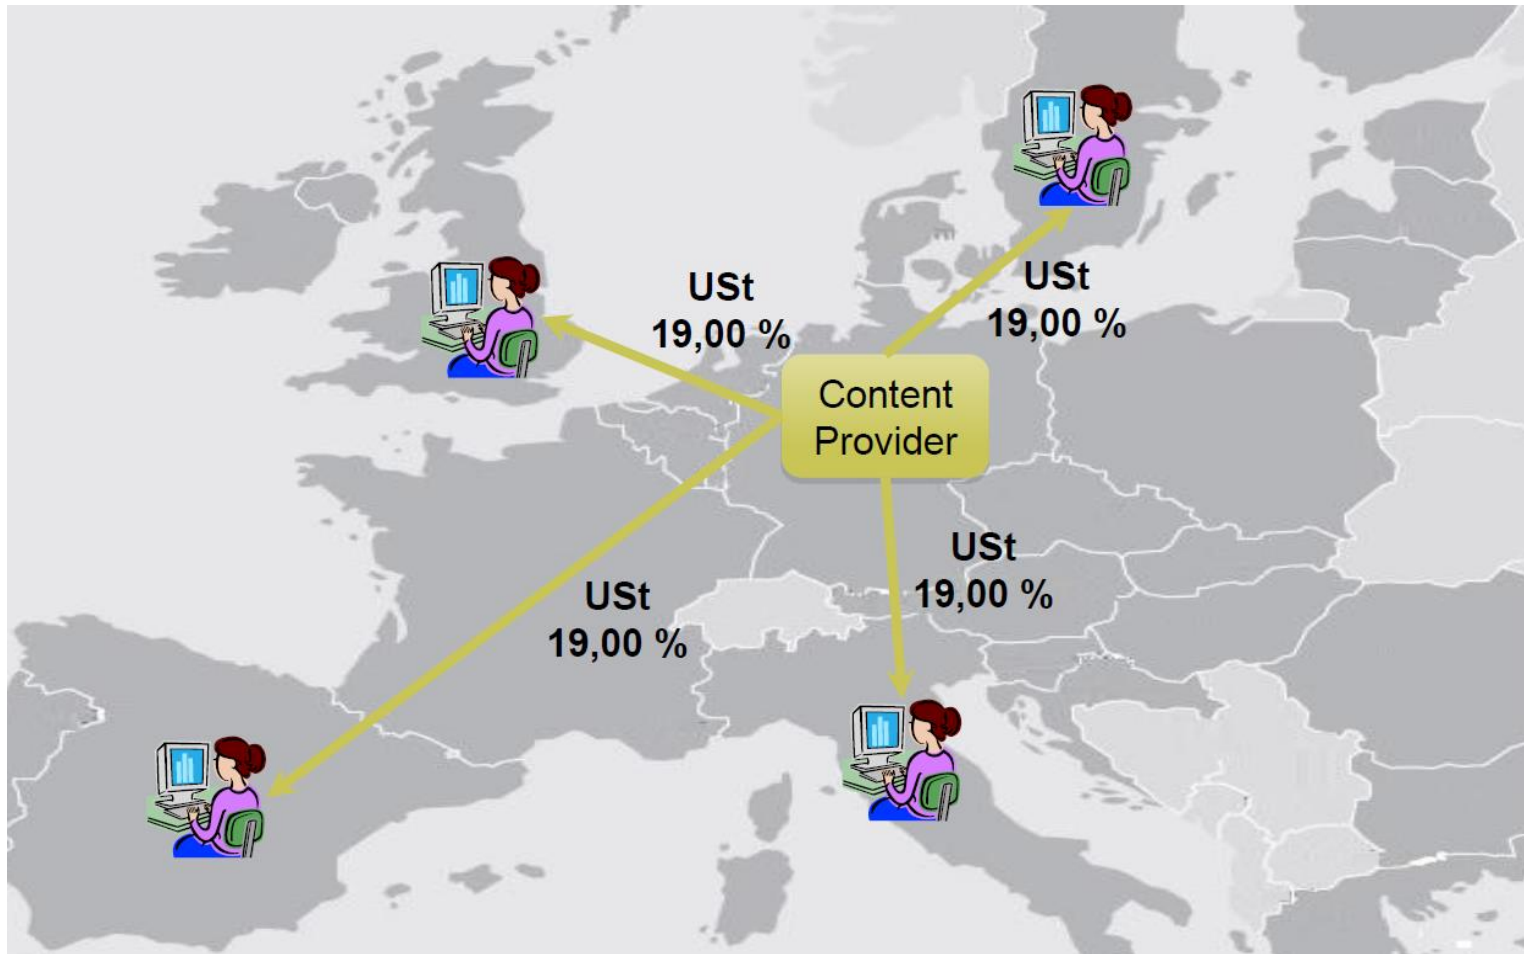 USt
19,00 %
USt
19,00 %
Content
Provider
USt
19,00 %
USt
19,00 %